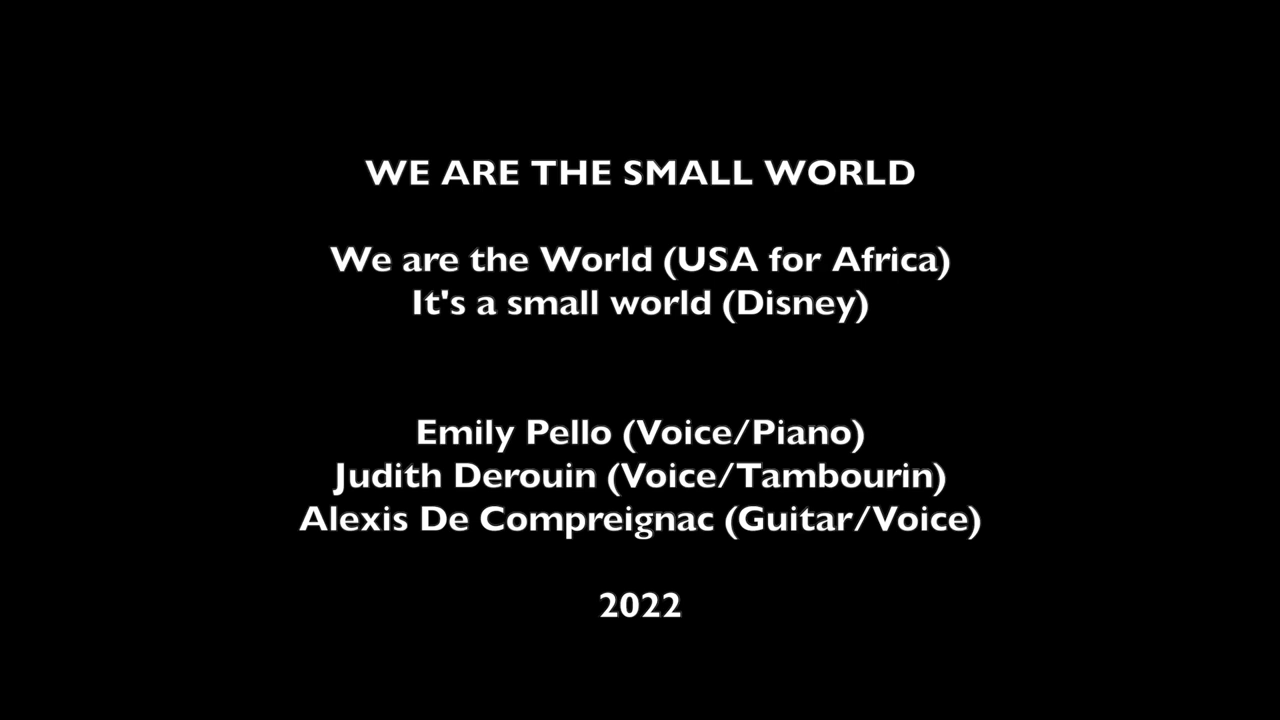 WE ARE THE SMALL WORLD
We are the World (USA for Africa)
It's a small world (Disney)
Emily Pello (Voice/Piano)
Judith Derouin (Voice/Tambourin)
Alexis De Compreignac (Guitar/Voice)
2022